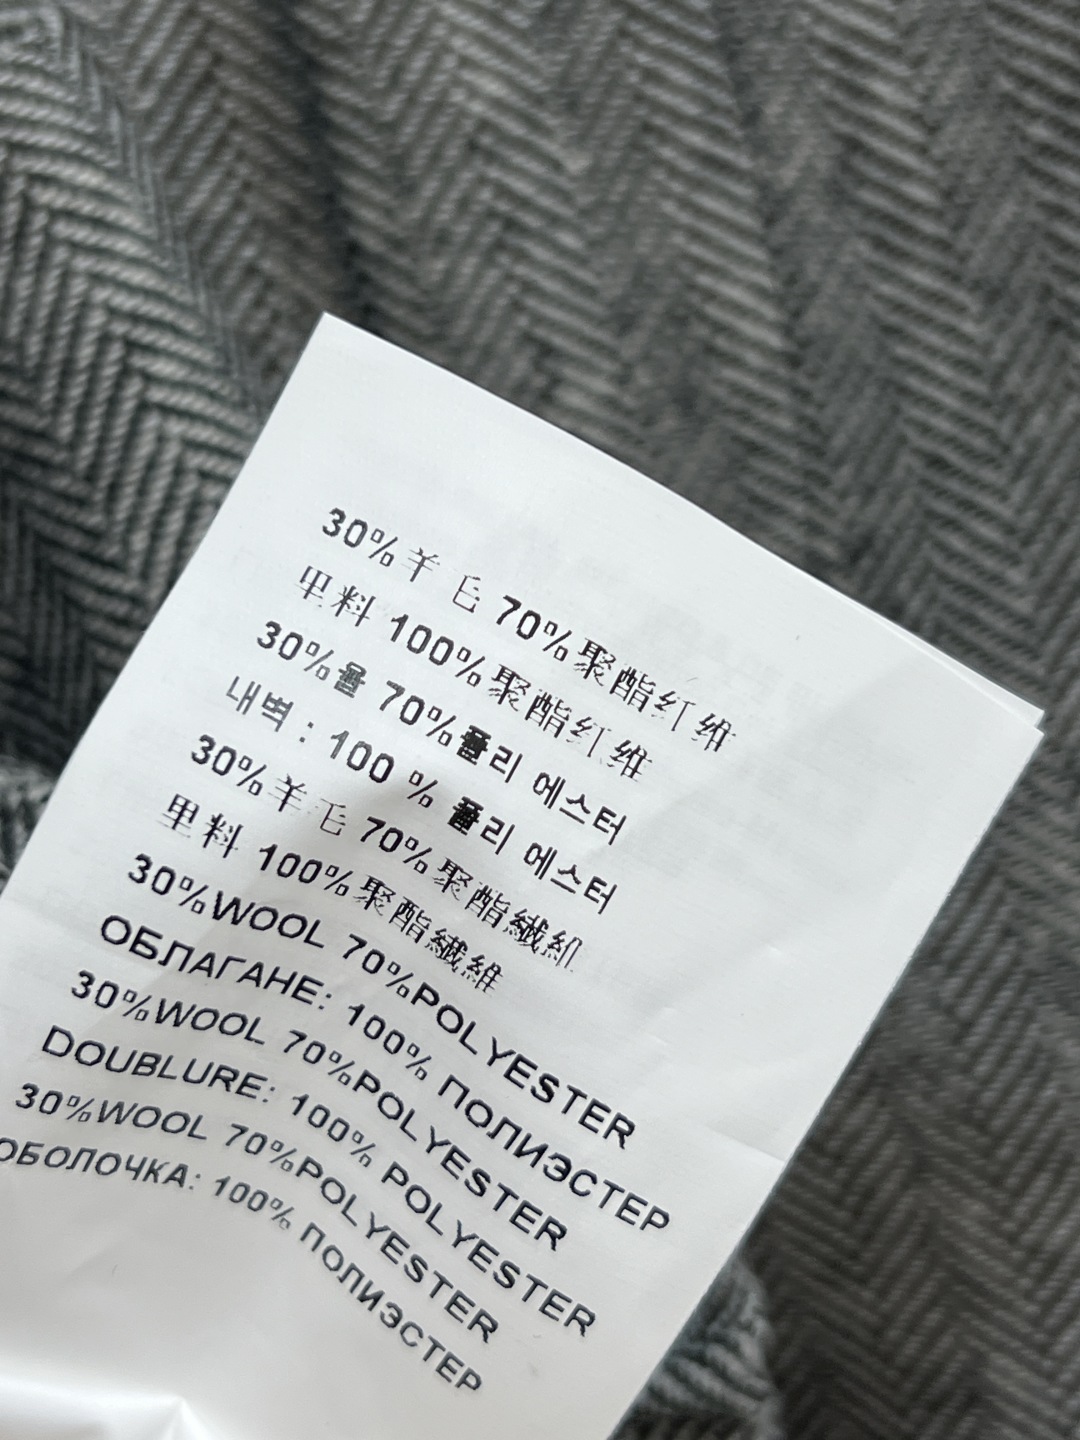 30%羊毛 70%聚酯纤维
里料 100%聚酯纤维
30%울 70%폴리 에스터
내벽 : 100 % 폴리 에스터
30%羊毛 70%聚酯纖維
里料 100%聚酯纖維
30%WOOL 70%POLYESTER
ОБЛАГАНЕ: 100% ПОЛИЭСТЕР
30%WOOL 70%POLYESTER
DOUBLURE: 100% POLYESTER
30%WOOL 70%POLYESTER
ОБОЛОЧКА: 100% ПОЛИЭСТЕР